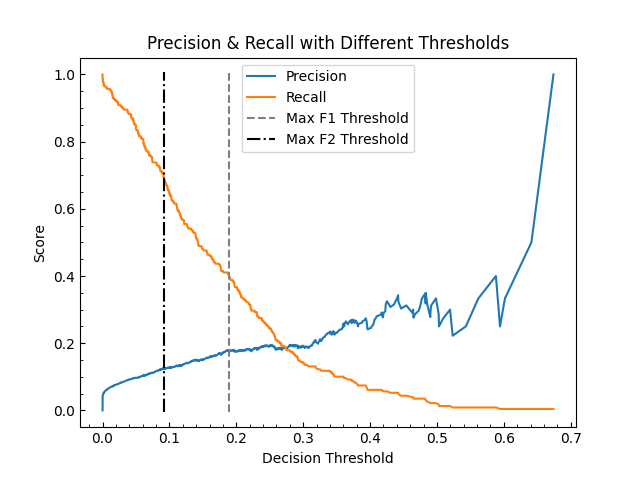 Precision & Recall with Different Thresholds
Precision
Recall
Max F1 Threshold
Max F2 Threshold
Score
1.0
0.8
0.6
0.4
0.2
0.0
0.0 0.1 0.2 0.3 0.4 0.5 0.6 0.7
Decision Threshold